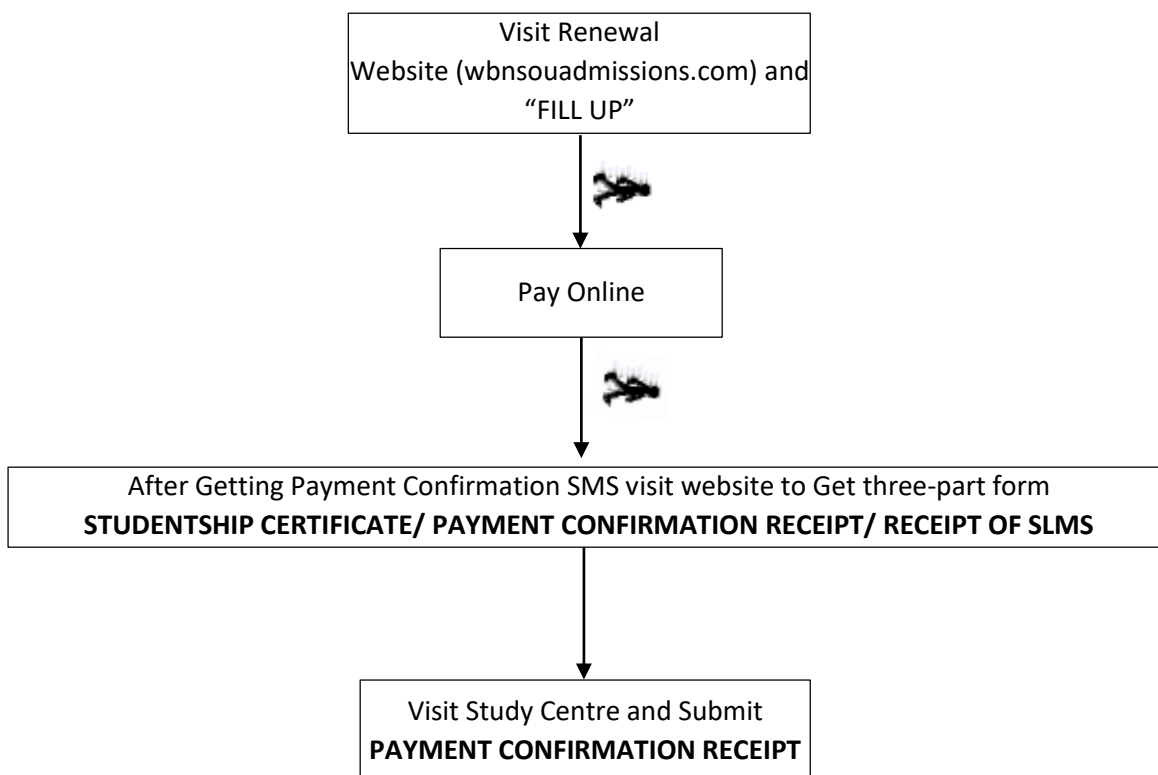 Visit Renewal
Website (wbnsouadmissions.com) and
“FILL UP”
Pay Online
After Getting Payment Confirmation SMS visit website to Get three-part form
STUDENTSHIP CERTIFICATE/ PAYMENT CONFIRMATION RECEIPT/ RECEIPT OF SLMS
Visit Study Centre and Submit
PAYMENT CONFIRMATION RECEIPT